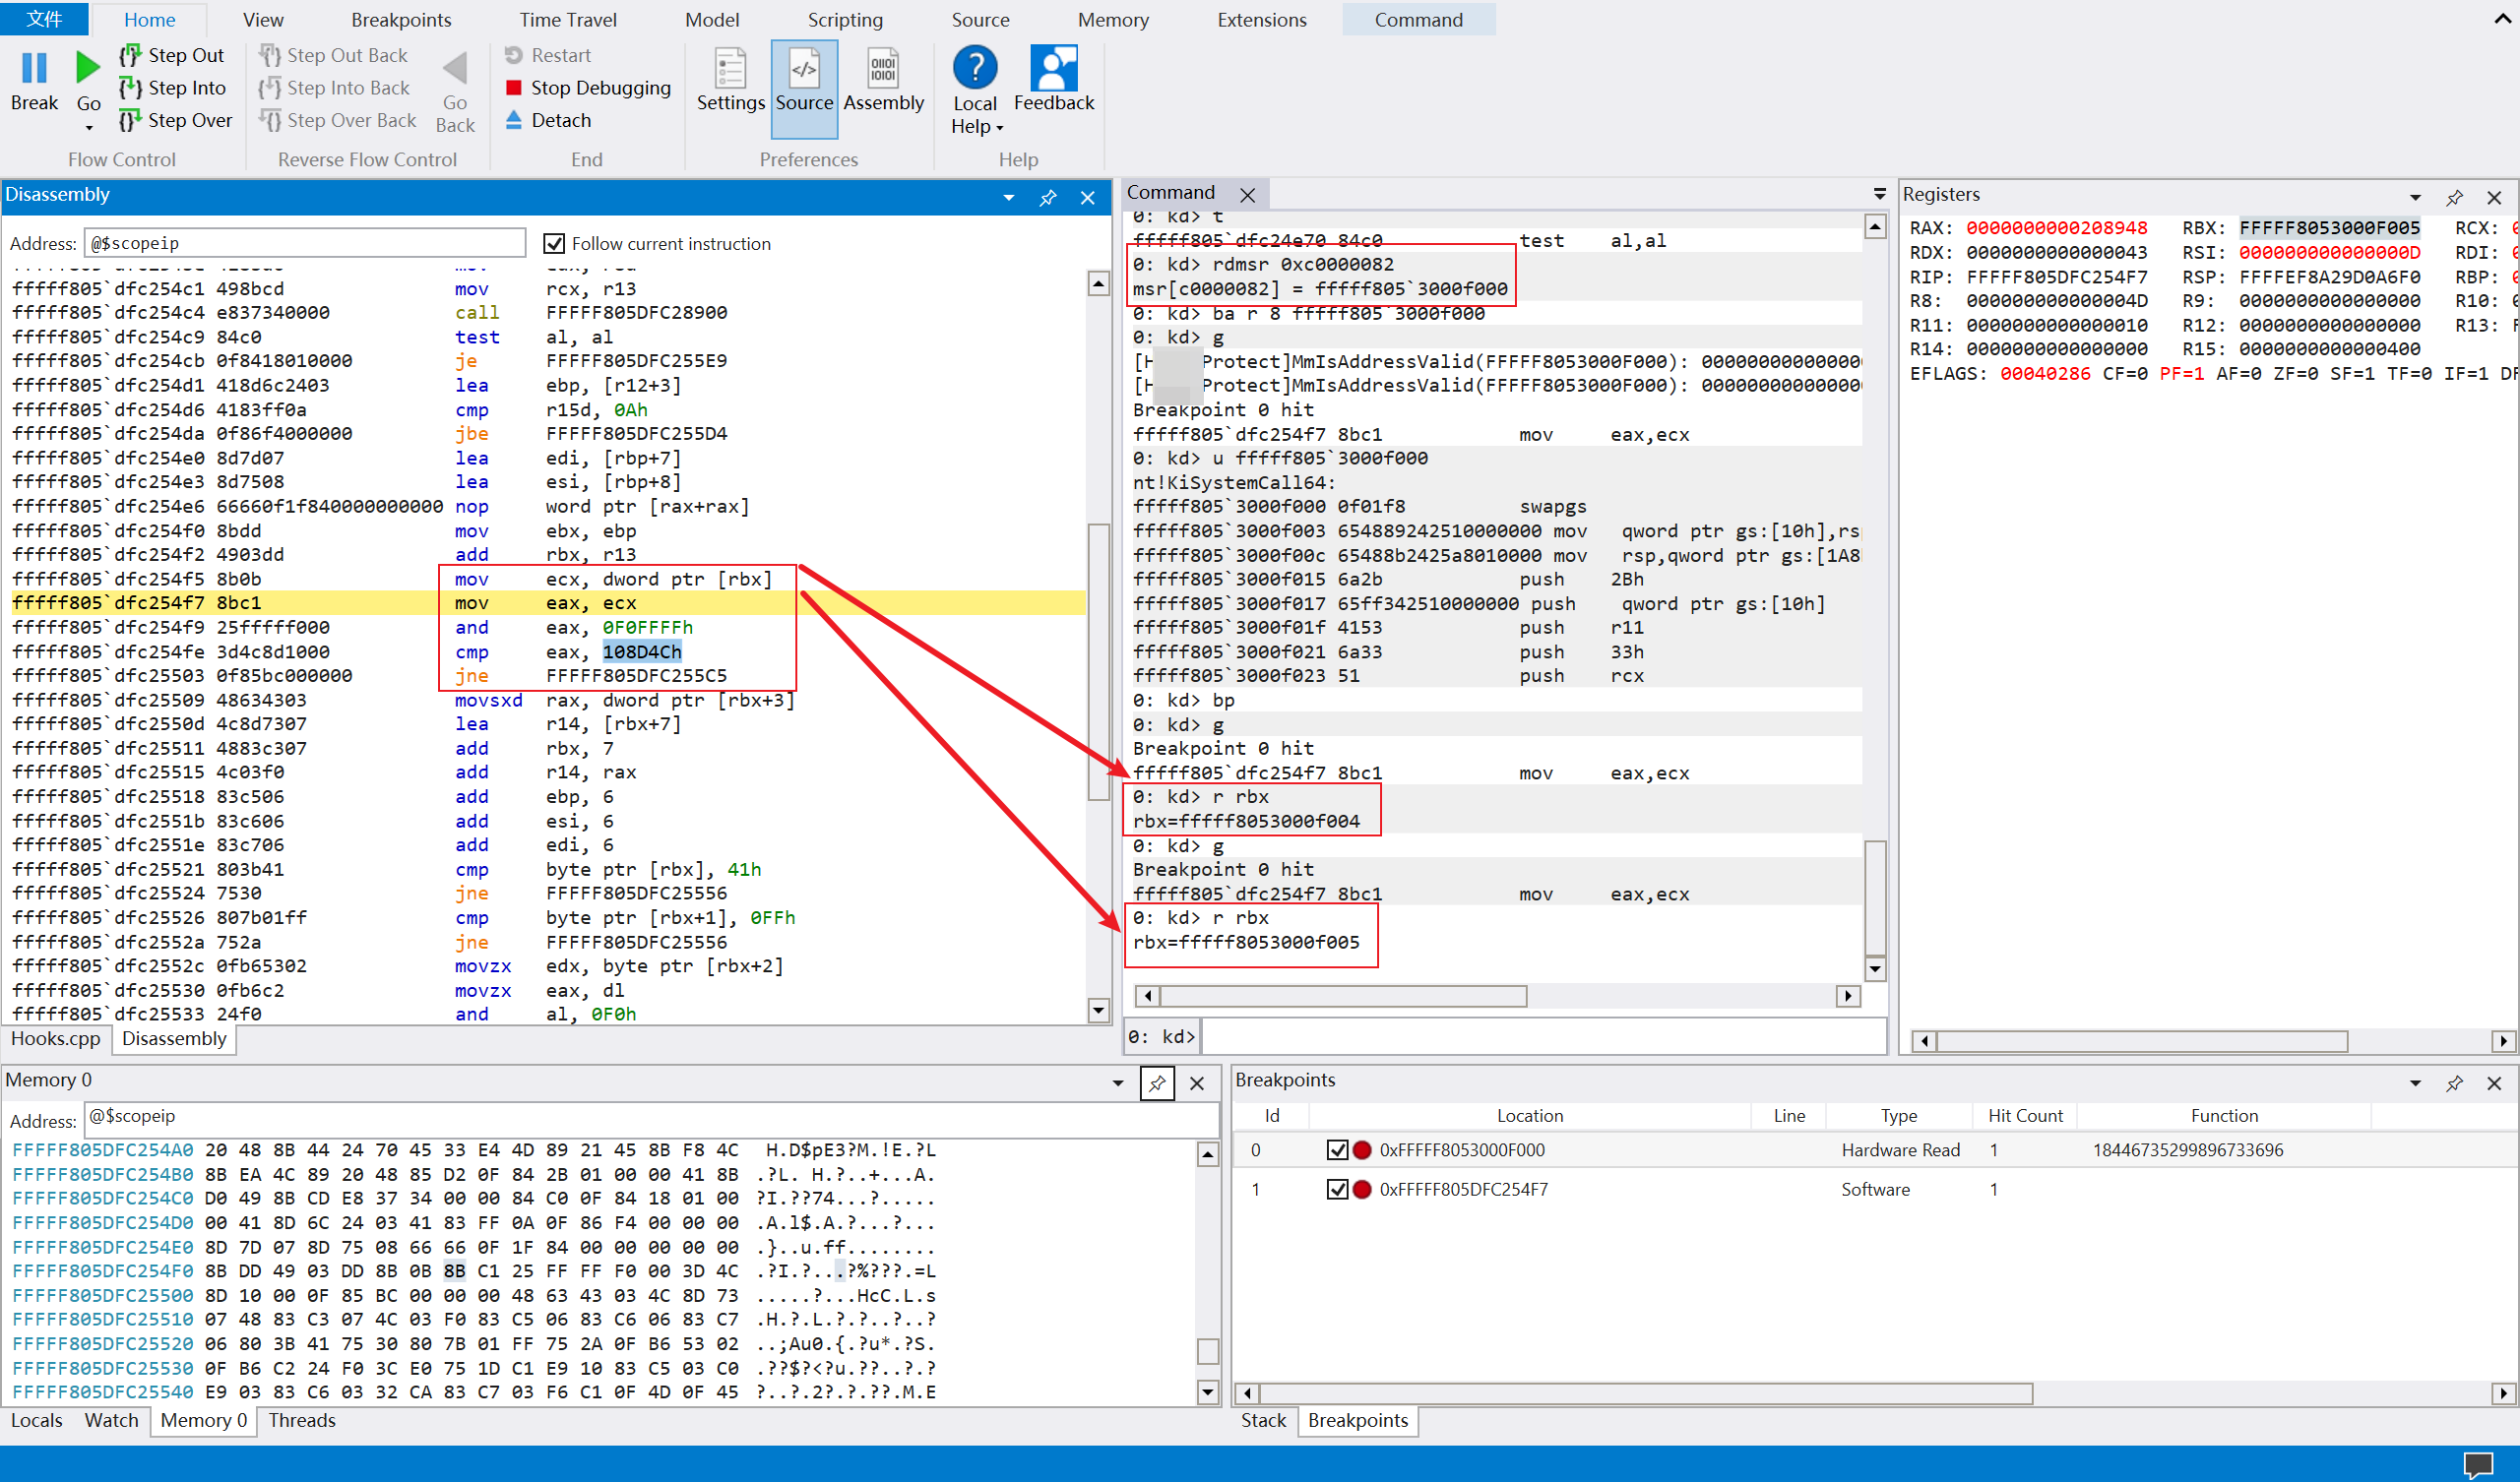 文件 Home View Breakpoints Time Travel Model Scripting Source Memory Extensions Command
Break
Go
Step Out
Step Into
Step Over
Flow Control
Step Out Back
Step Into Back
Step Over Back
Go Back
Reverse Flow Control
Restart
Stop Debugging
Detach
End
Settings Source Assembly
Preferences
Local Help
Feedback
Help
Disassembly
Address: @$scopeip
Follow current instruction
fffff805`dfc254c1 498bcd mov rcx, r13
fffff805`dfc254c4 e837340000 call FFFFF805DFC28900
fffff805`dfc254c9 84c0 test al, al
fffff805`dfc254cb 0f8418010000 je FFFFF805DFC255E9
fffff805`dfc254d1 418d6c2403 lea ebp, [r12+3]
fffff805`dfc254d6 4183ff0a cmp r15d, 0Ah
fffff805`dfc254da 0f86f4000000 jbe FFFFF805DFC255D4
fffff805`dfc254e0 8d7d07 lea edi, [rbp+7]
fffff805`dfc254e3 8d7508 lea esi, [rbp+8]
fffff805`dfc254e6 66660f1f840000000000 nop word ptr [rax+rax]
fffff805`dfc254f0 8bdd mov ebx, ebp
fffff805`dfc254f2 4903dd add rbx, r13
fffff805`dfc254f5 8b0b mov ecx, dword ptr [rbx]
fffff805`dfc254f7 8bc1 mov eax, ecx
fffff805`dfc254f9 25fffff000 and eax, 0F0FFFFh
fffff805`dfc254fe 3d4c8d1000 cmp eax, 108D4Ch
fffff805`dfc25503 0f85bc000000 jne FFFFF805DFC255C5
fffff805`dfc25509 48634303 movsxd rax, dword ptr [rbx+3]
fffff805`dfc2550d 4c8d7307 lea r14, [rbx+7]
fffff805`dfc25511 4883c307 add rbx, 7
fffff805`dfc25515 4c03f0 add r14, rax
fffff805`dfc25518 83c506 add ebp, 6
fffff805`dfc2551b 83c606 add esi, 6
fffff805`dfc2551e 83c706 add edi, 6
fffff805`dfc25521 803b41 cmp byte ptr [rbx], 41h
fffff805`dfc25524 7530 jne FFFFF805DFC25556
fffff805`dfc25526 807b01ff cmp byte ptr [rbx+1], 0FFh
fffff805`dfc2552a 752a jne FFFFF805DFC25556
fffff805`dfc2552c 0fb65302 movzx edx, byte ptr [rbx+2]
fffff805`dfc25530 0fb6c2 movzx eax, dl
fffff805`dfc25533 24f0 and al, 0F0h
Hooks.cpp Disassembly
Command
0: kd> t
fffff805`dfc24e70 84c0 test al,al
0: kd> rdmsr 0xc0000082
msr[c0000082] = fffff805`3000f000
0: kd> ba r 8 fffff805`3000f000
0: kd> g
[H Protect]MmIsAddressValid(FFFFF8053000F000): 00000000000000
[H Protect]MmIsAddressValid(FFFFF8053000F000): 00000000000000
Breakpoint 0 hit
fffff805`dfc254f7 8bc1 mov eax,ecx
0: kd> u fffff805`3000f000
nt!KiSystemCall64:
fffff805`3000f000 0f01f8 swapgs
fffff805`3000f003 654889242510000000 mov qword ptr gs:[10h],rs
fffff805`3000f00c 65488b2425a8010000 mov rsp,qword ptr gs:[1A8
fffff805`3000f015 6a2b push 2Bh
fffff805`3000f017 65ff342510000000 push qword ptr gs:[10h]
fffff805`3000f01f 4153 push r11
fffff805`3000f021 6a33 push 33h
fffff805`3000f023 51 push rcx
0: kd> bp
0: kd> g
Breakpoint 0 hit
fffff805`dfc254f7 8bc1 mov eax,ecx
0: kd> r rbx
rbx=fffff8053000f004
0: kd> g
Breakpoint 0 hit
fffff805`dfc254f7 8bc1 mov eax,ecx
0: kd> r rbx
rbx=fffff8053000f005
0: kd>
Registers
RAX: 0000000000208948 RBX: FFFFF8053000F005 RCX:
RDX: 0000000000000043 RSI: 000000000000000D RDI:
RIP: FFFFF805DFC254F7 RSP: FFFFEF8A29D0A6F0 RBP:
R8: 000000000000004D R9: 0000000000000000 R10:
R11: 0000000000000010 R12: 0000000000000000 R13:
R14: 0000000000000000 R15: 0000000000000400
EFLAGS: 00040286 CF=0 PF=1 AF=0 ZF=0 SF=1 TF=0 IF=1 DF
Memory 0
Address: @$scopeip
FFFFF805DFC254A0 20 48 8B 44 24 70 45 33 E4 4D 89 21 45 8B F8 4C H.D$pE3?M.!E.?L
FFFFF805DFC254B0 8B EA 4C 89 20 48 85 D2 0F 84 2B 01 00 00 41 8B .?L. H.?..+...A.
FFFFF805DFC254C0 D0 49 8B CD E8 37 34 00 00 84 C0 0F 84 18 01 00 ?I.??74...?.....
FFFFF805DFC254D0 00 41 8D 6C 24 03 41 83 FF 0A 0F 86 F4 00 00 00 .A.l$.A.?...?...
FFFFF805DFC254E0 8D 7D 07 8D 75 08 66 66 0F 1F 84 00 00 00 00 00 .}..u.ff........
FFFFF805DFC254F0 8B DD 49 03 DD 8B 0B 8B C1 25 FF FF F0 00 3D 4C .?I.?...?%???.=L
FFFFF805DFC25500 8D 10 00 0F 85 BC 00 00 00 48 63 43 03 4C 8D 73 .....?...HcC.L.s
FFFFF805DFC25510 07 48 83 C3 07 4C 03 F0 83 C5 06 83 C6 06 83 C7 .H.?.L.?.?..?..?
FFFFF805DFC25520 06 80 3B 41 75 30 80 7B 01 FF 75 2A 0F B6 53 02 ..;Au0.{.?u*.?S.
FFFFF805DFC25530 0F B6 C2 24 F0 3C E0 75 1D C1 E9 10 83 C5 03 C0 .??$?<?u.??..?.?
FFFFF805DFC25540 E9 03 83 C6 03 32 CA 83 C7 03 F6 C1 0F 4D 0F 45 ?..?.2?.?.??.M.E
Locals Watch Memory 0 Threads
Breakpoints
Id Location Line Type Hit Count Function
0 0xFFFFF8053000F000 Hardware Read 1 18446735299896733696
1 0xFFFFF805DFC254F7 Software 1
Stack Breakpoints